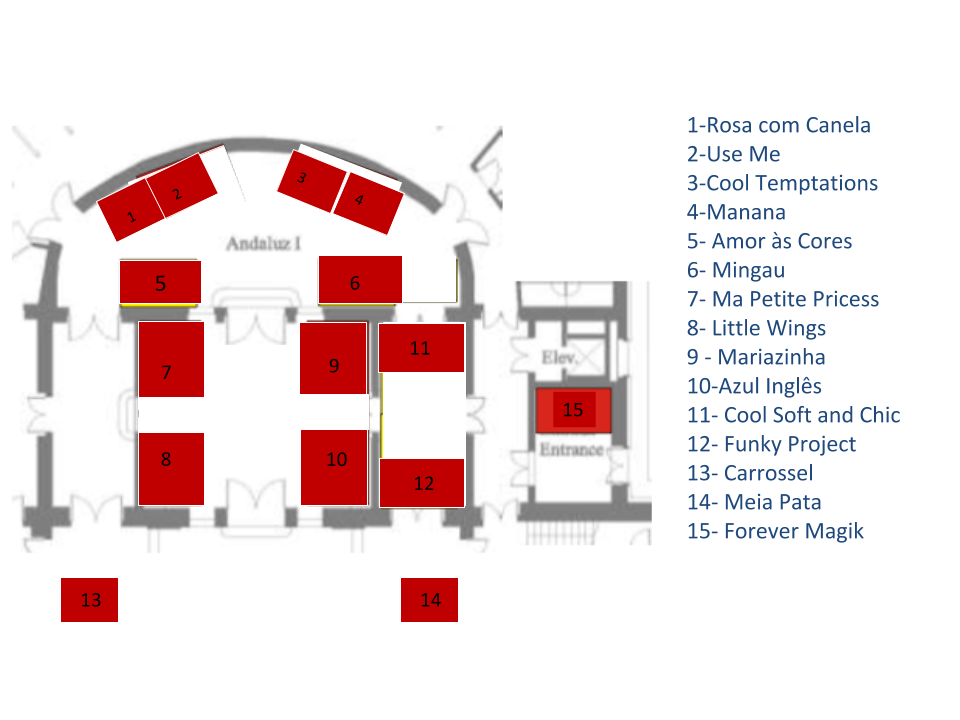 1
2
3
4
Andaluz I
5
6
7
8
9
10
11
12
Elev.
15
Entrance
13
14
1-Rosa com Canela
2-Use Me
3-Cool Temptations
4-Manana
5- Amor às Cores
6- Mingau
7- Ma Petite Pricess
8- Little Wings
9 - Mariazinha
10-Azul Inglês
11- Cool Soft and Chic
12- Funky Project
13- Carrossel
14- Meia Pata
15- Forever Magik